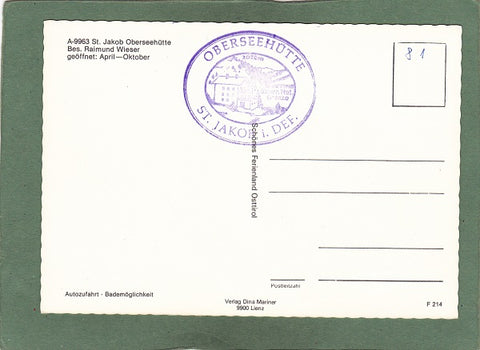 A-9963 St. Jakob Oberseehütte
Bes. Raimund Wieser
geöffnet: April—Oktober
OBERSEEHÜTTE
ST. JAKOB i. DEF.
81
Schönes Ferienland Osttirol
Postleitzahl
Autozufahrt - Bademöglichkeit
Verlag Dina Mariner
9900 Lienz
F 214